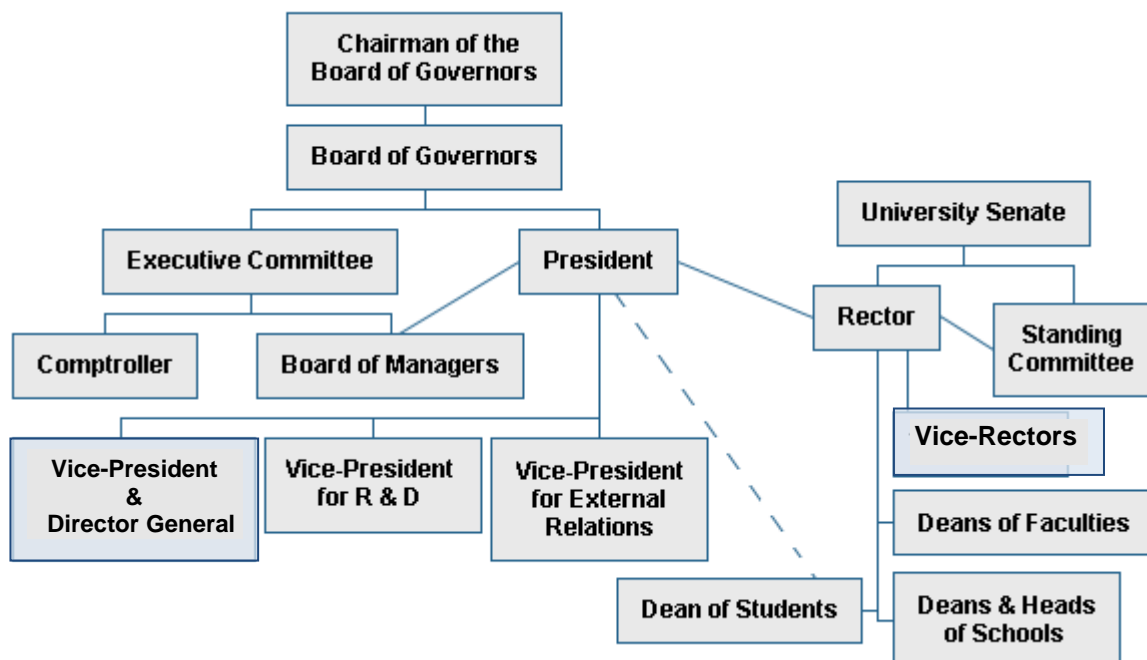 Chairman of the
Board of Governors
Board of Governors
University Senate
Executive Committee
President
Rector
Standing
Committee
Comptroller
Board of Managers
Vice-Rectors
Vice-President
&
Director General
Vice-President
for R & D
Vice-President
for External
Relations
Deans of Faculties
Dean of Students
Deans & Heads
of Schools